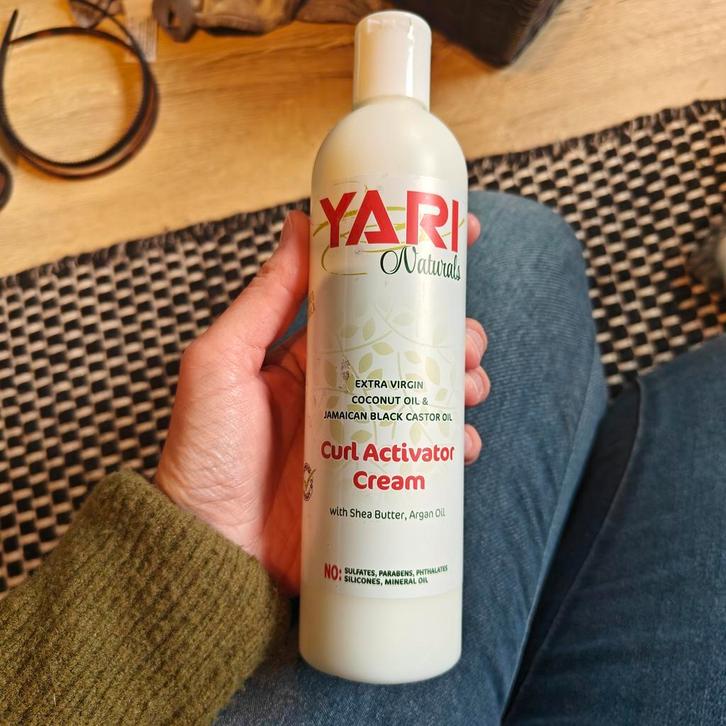 YARI
Naturals
EXTRA VIRGIN
COCONUT OIL &
JAMAICAN BLACK CASTOR OIL
Curl Activator
Cream
with Shea Butter, Argan Oil
NO: SULFATES, PARABENS, PHTHALATES
SILICONES, MINERAL OIL